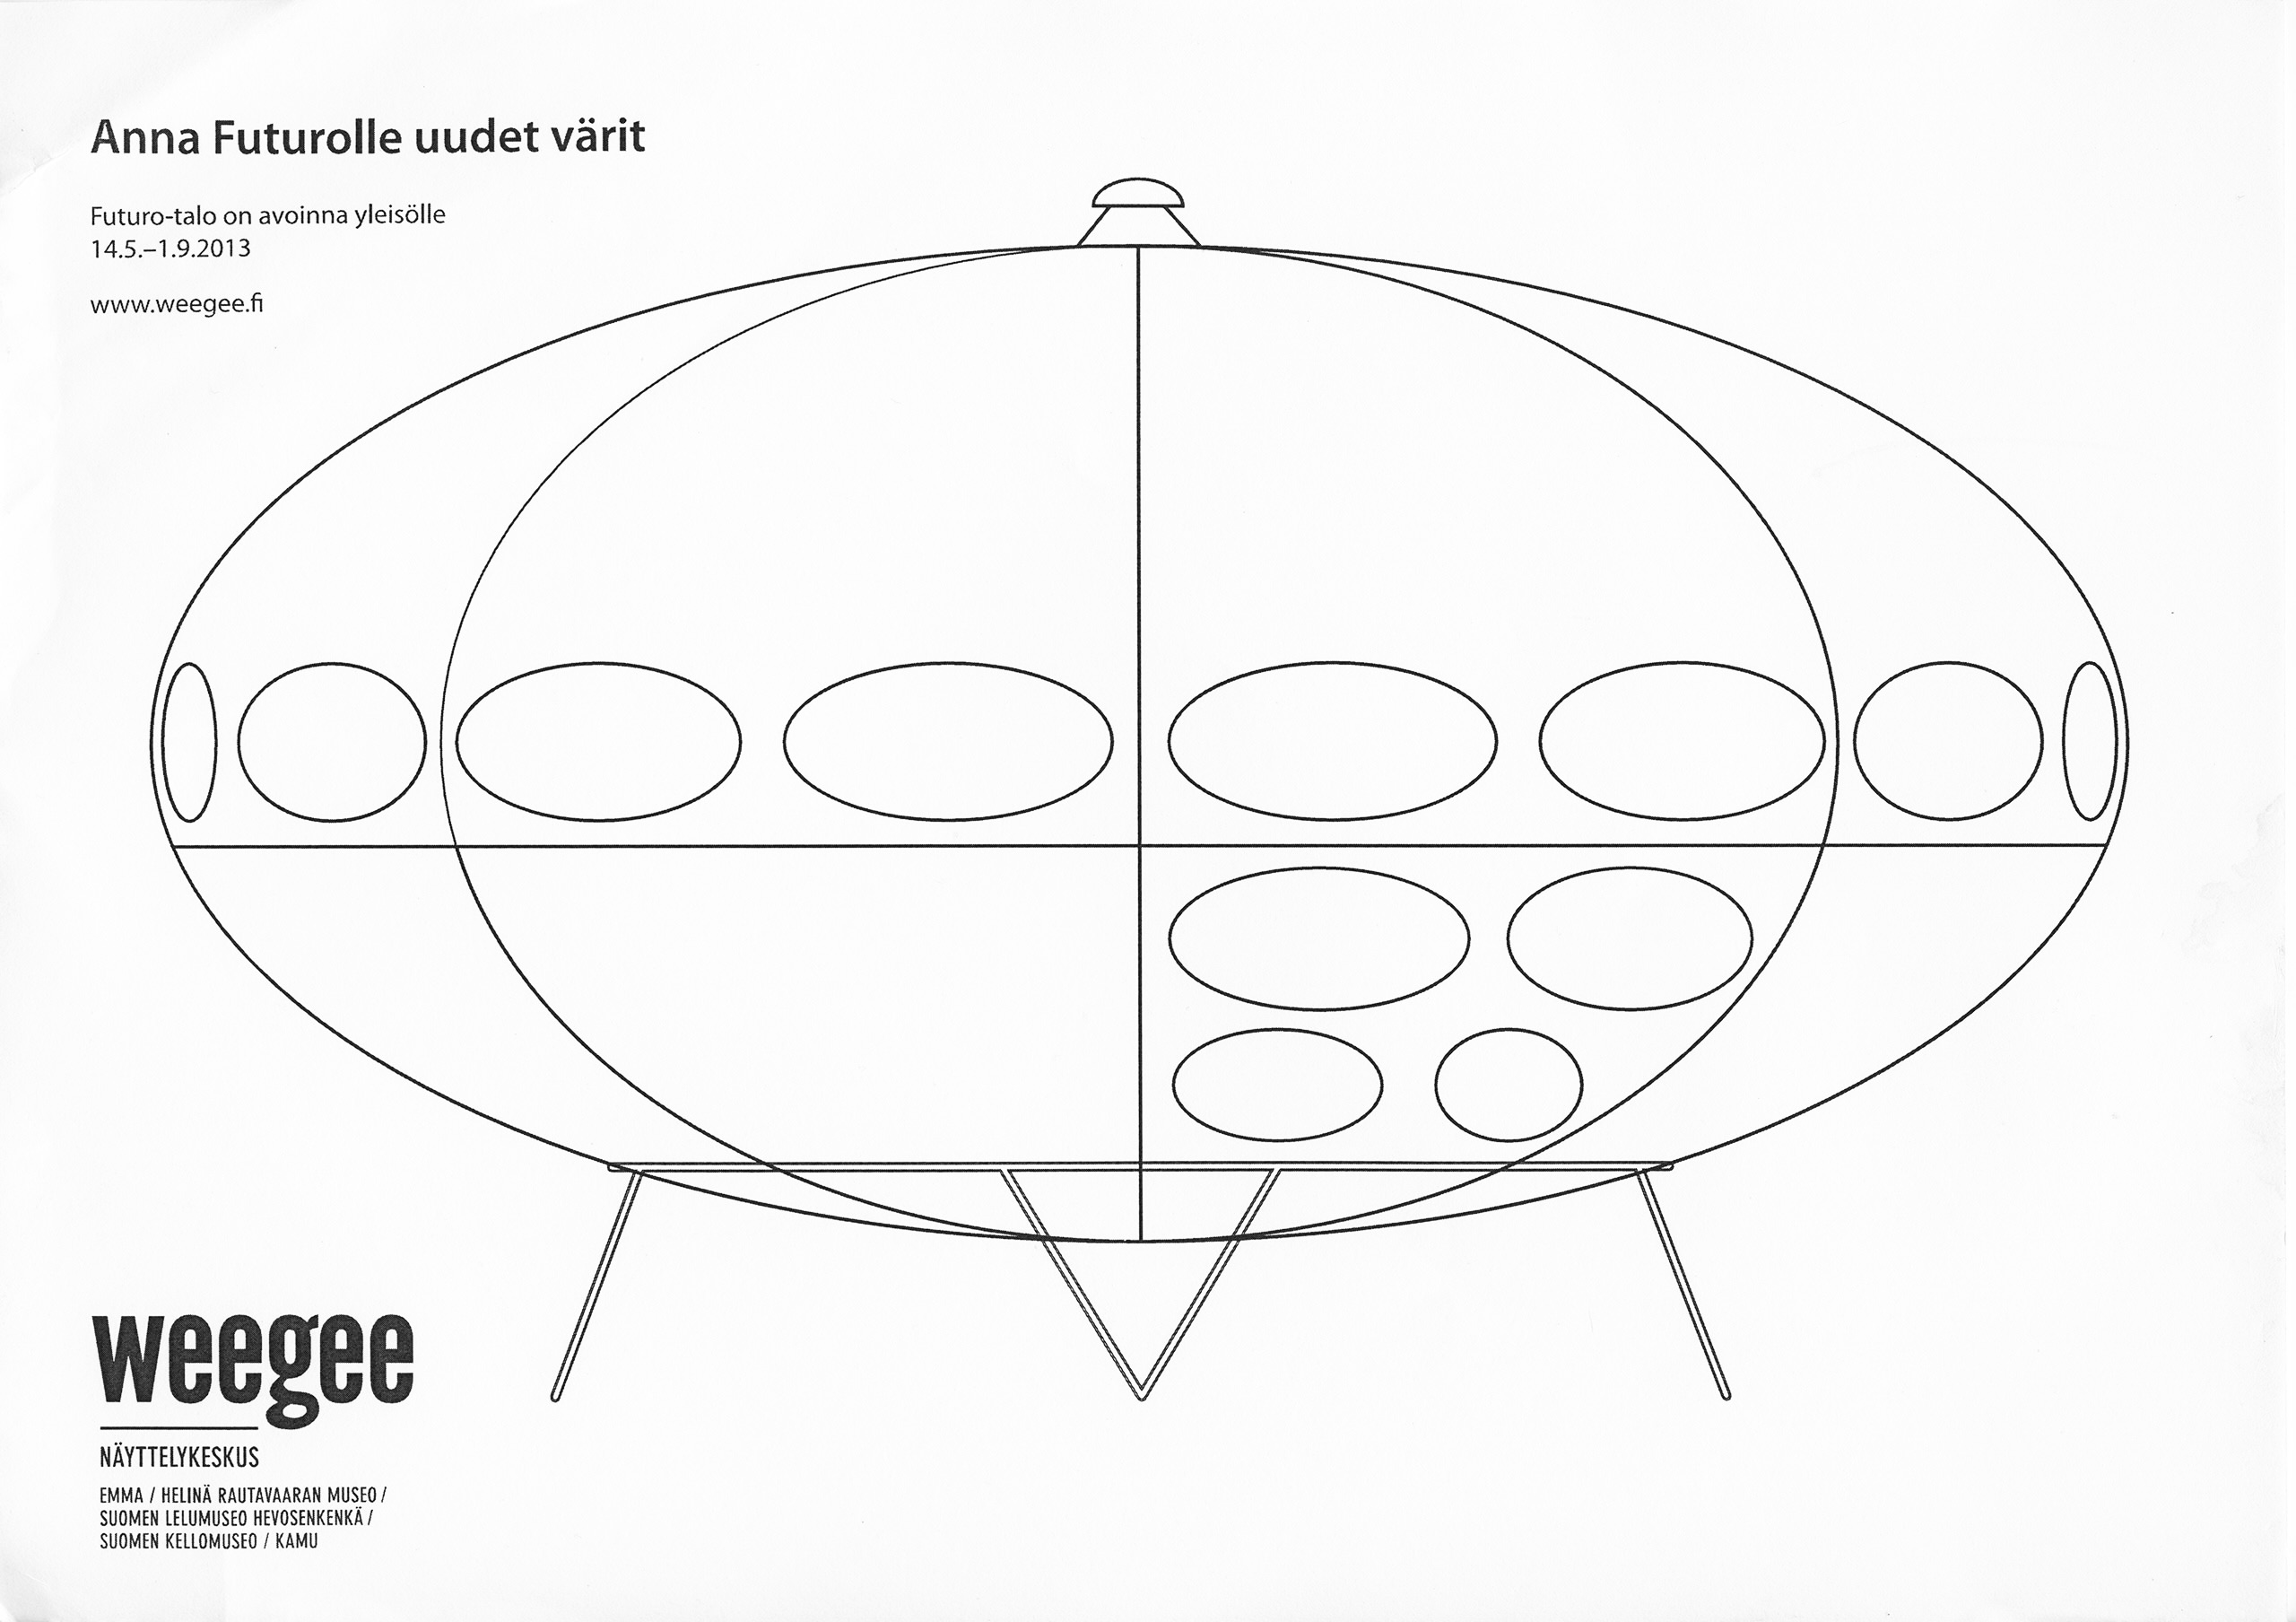 Anna Futurolle uudet värit
Futuro-talo on avoinna yleisölle
14.5.–1.9.2013
www.weegee.fi
weegee
NÄYTTELYKESKUS
EMMA / HELINÄ RAUTAVAARAN MUSEO /
SUOMEN LELUMUSEO HEVOSENKENKÄ /
SUOMEN KELLOMUSEO / KAMU